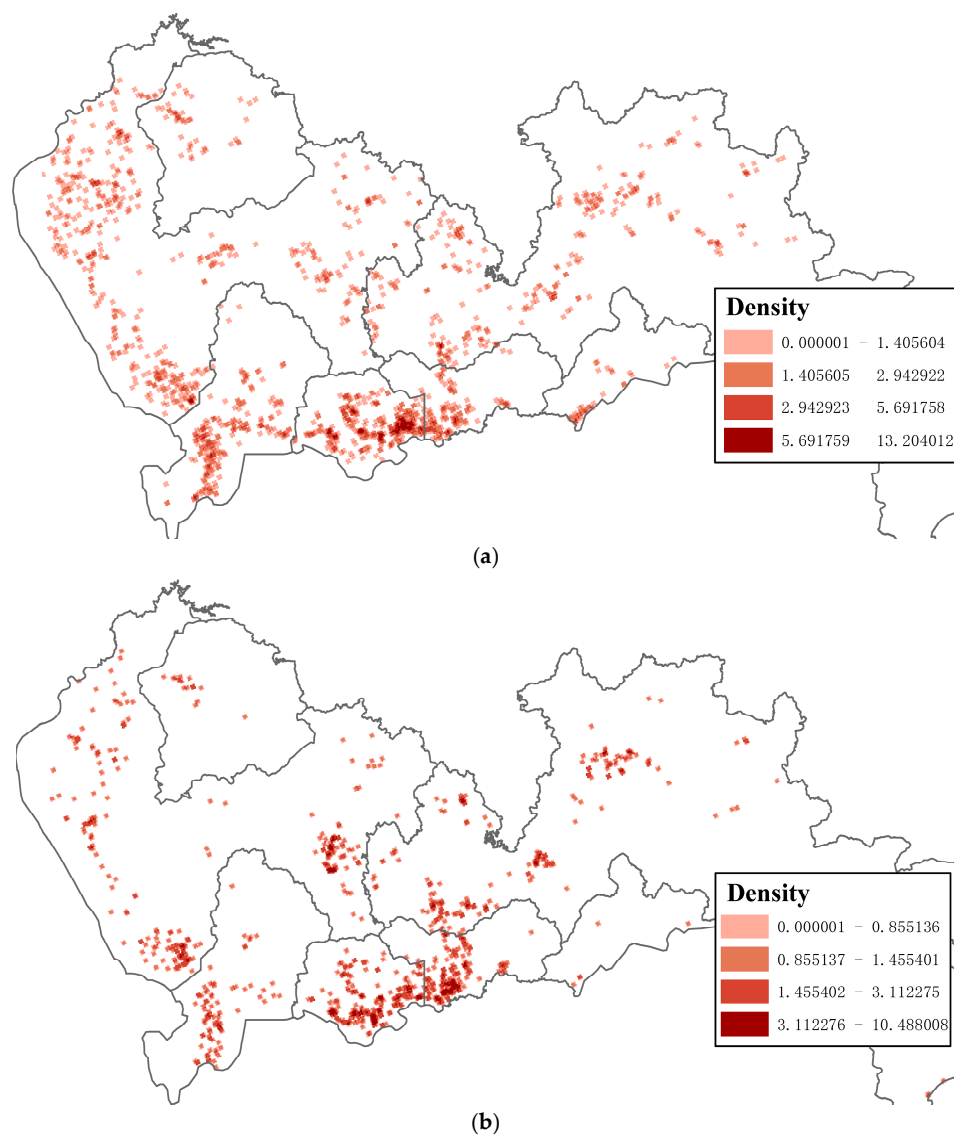 Density
0.000001 – 1.405604
1.405605 2.942922
2.942923 5.691758
5.691759 13.204012
(a)
Density
0.000001 – 0.855136
0.855137 – 1.455401
1.455402 – 3.112275
3.112276 – 10.488008
(b)